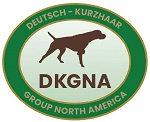 DEUTSCH – KURZHAAR
DKGNA
GROUP NORTH AMERICA